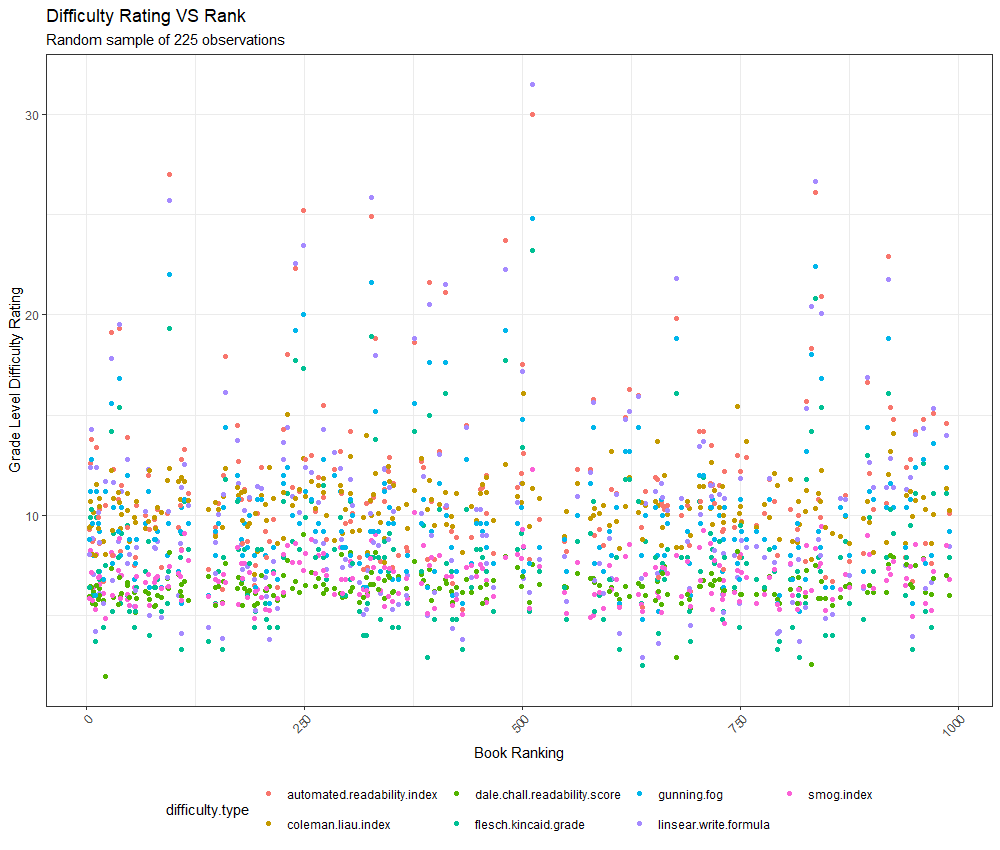 Difficulty Rating VS Rank
Random sample of 225 observations
Grade Level Difficulty Rating
30
20
10
0
250
500
750
1000
Book Ranking
difficulty.type
automated.readability.index
dale.chall.readability.score
gunning.fog
smog.index
coleman.liau.index
flesch.kincaid.grade
linsear.write.formula